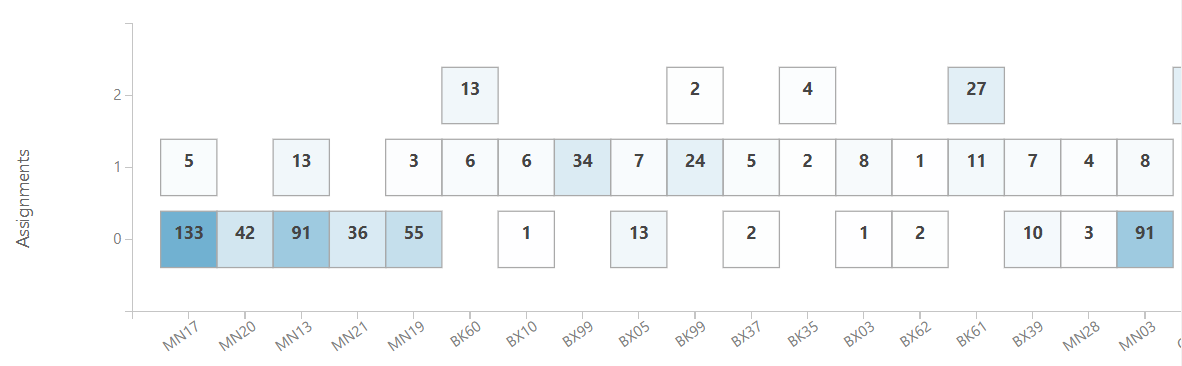 2
13
2
4
27
1
5
13
3
6
6
34
7
24
5
2
8
1
11
7
4
8
0
133
42
91
36
55
1
13
2
1
2
10
3
91
Assignments
MN17
MN20
MN13
MN21
MN19
BK60
BX10
BX99
BX05
BK99
BX37
BK35
BX03
BX62
BK61
BX39
MN28
MN03